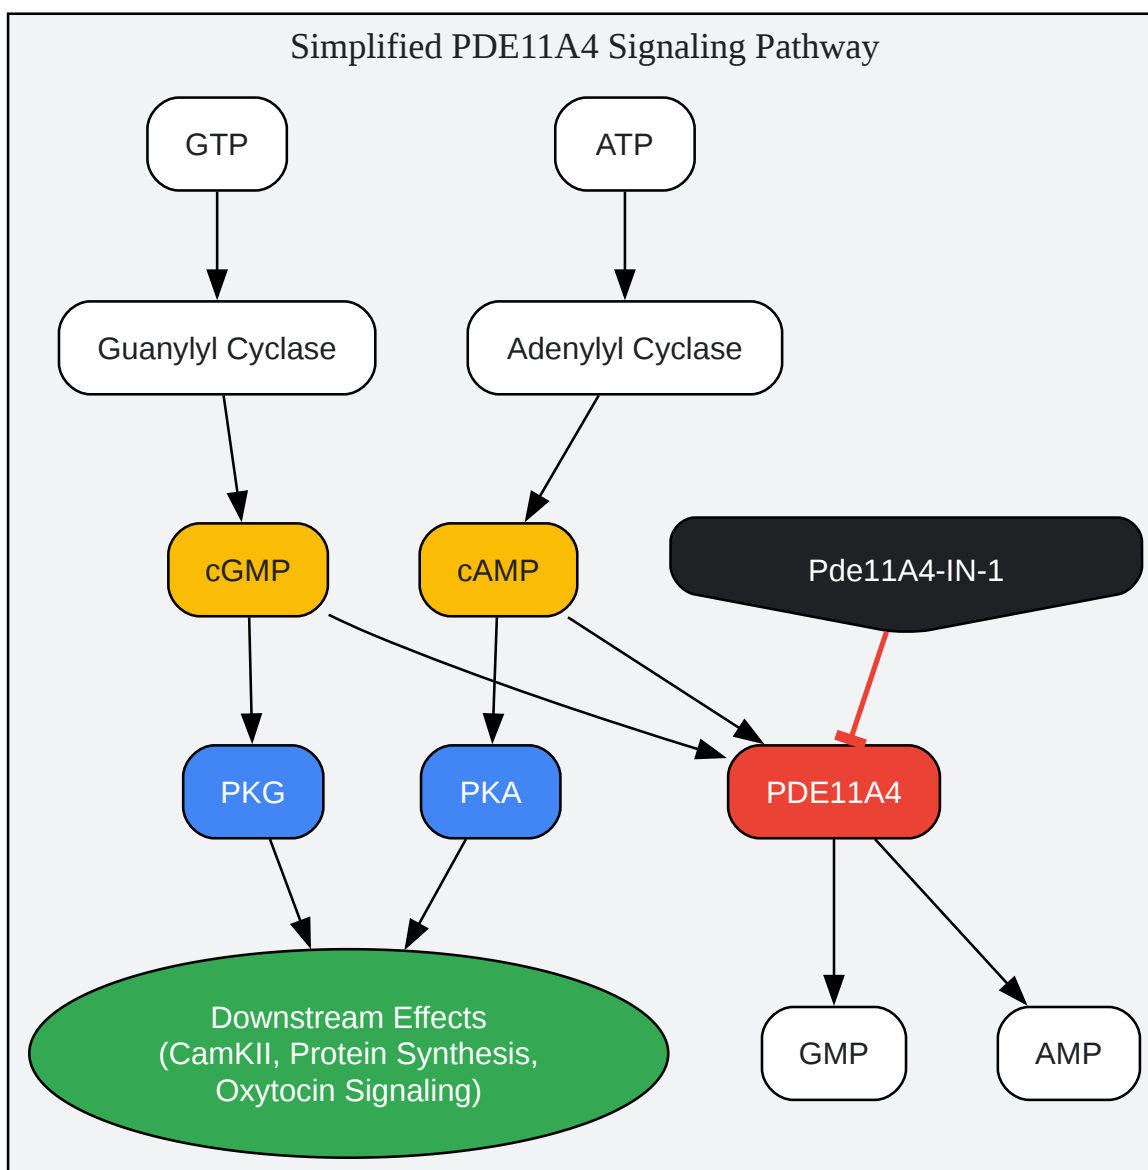 Simplified PDE11A4 Signaling Pathway
GTP
ATP
Guanylyl Cyclase
Adenylyl Cyclase
cGMP
cAMP
Pde11A4-IN-1
PKG
PKA
PDE11A4
Downstream Effects
(CamKII, Protein Synthesis,
Oxytocin Signaling)
GMP
AMP